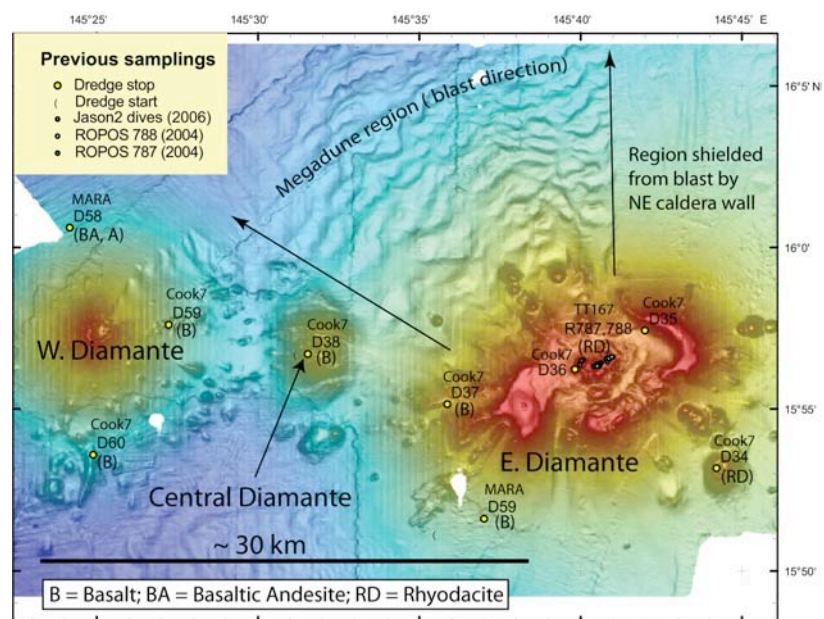 145°25'
145°30'
145°35'
145°40'
145°45' E
Previous samplings
Dredge stop
Dredge start
Jason2 dives (2006)
ROPOS 788 (2004)
ROPOS 787 (2004)
Megadune region ( blast direction)
16°5' N
Region shielded
from blast by
NE caldera wall
MARA
D58
(BA, A)
16°0'
Cook7
D59
(B)
W. Diamante
Cook7
D38
(B)
TT167
R787.788
(RD)
Cook7
D35
Cook7
D36
Cook7
D37
(B)
15°55'
Cook7
D60
(B)
E. Diamante
Cook7
D34
(RD)
Central Diamante
MARA
D59
(B)
~ 30 km
15°50'
B = Basalt; BA = Basaltic Andesite; RD = Rhyodacite